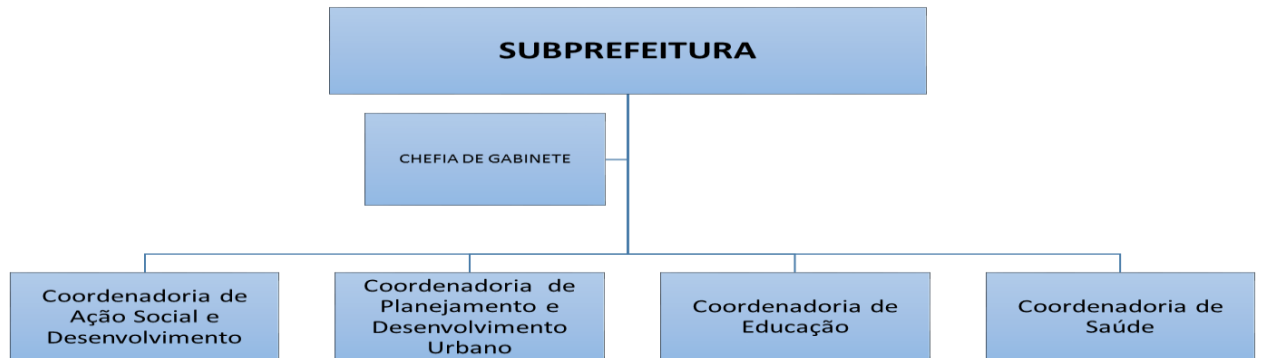 SUBPREFEITURA
CHEFIA DE GABINETE
Coordenadoria de
Ação Social e
Desenvolvimento
Coordenadoria de
Planejamento e
Desenvolvimento
Urbano
Coordenadoria de
Educação
Coordenadoria de
Saúde